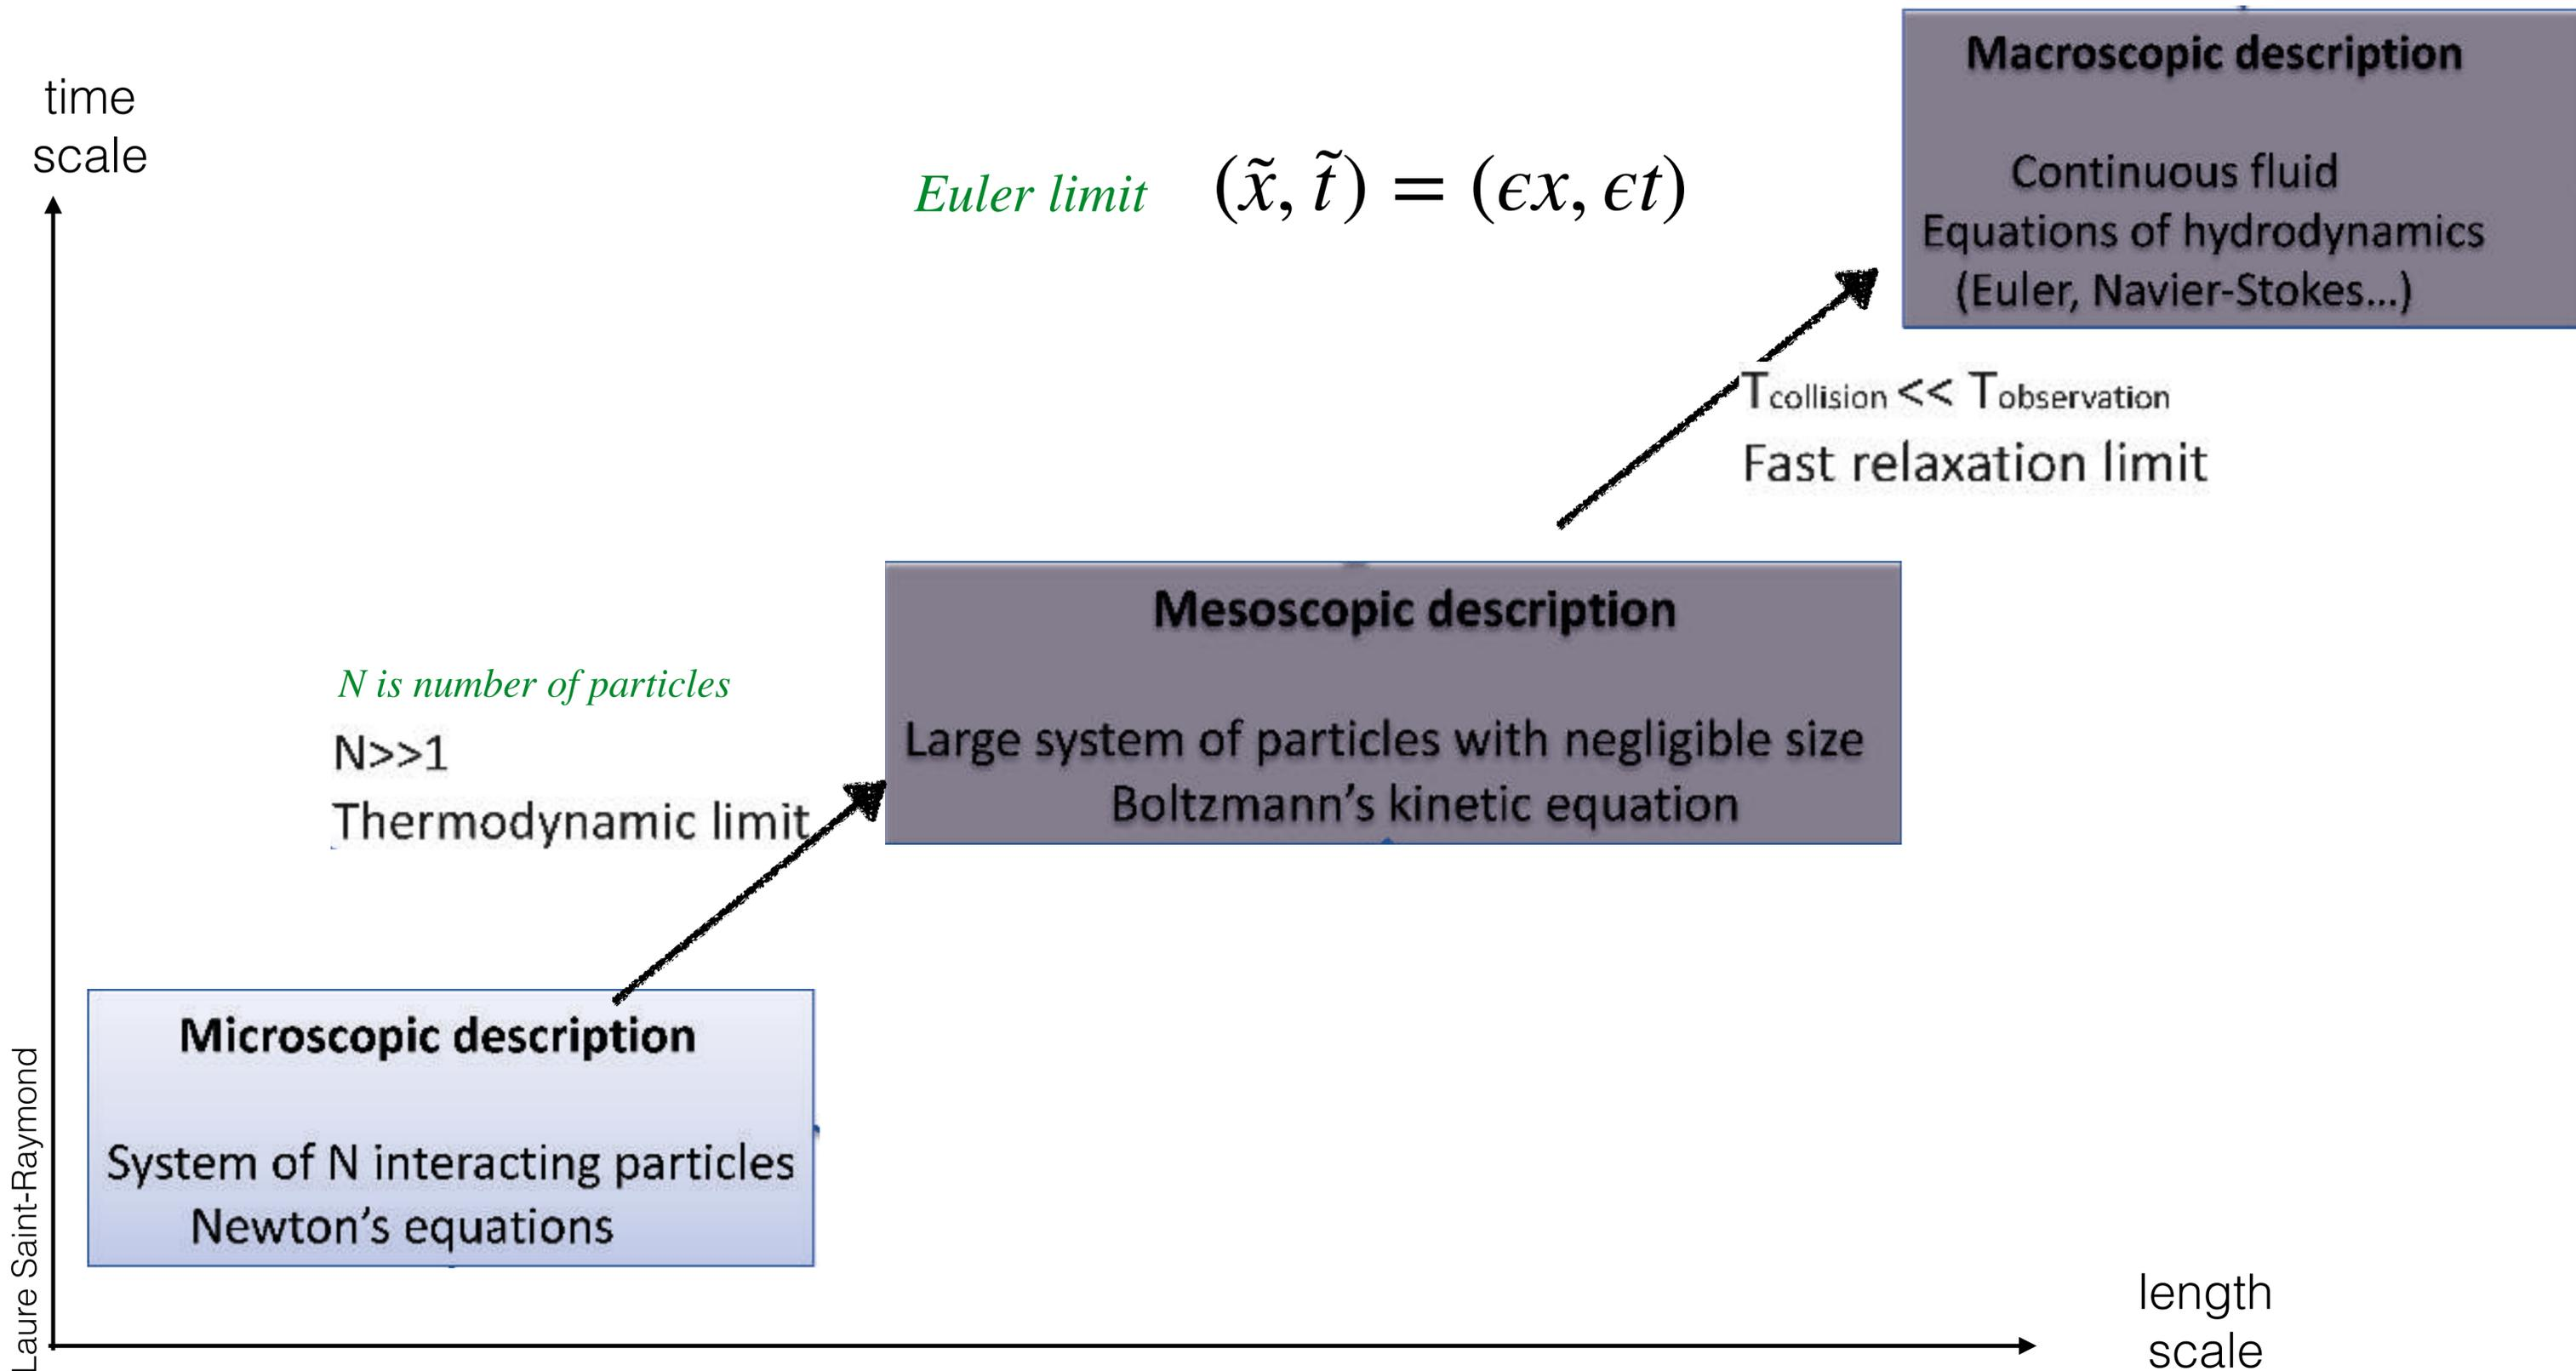 time
scale
Euler limit (x̃, t̃) = (ϵx, ϵt)
Macroscopic description
Continuous fluid
Equations of hydrodynamics
(Euler, Navier-Stokes...)
Tcollision << Tobservation
Fast relaxation limit
Mesoscopic description
Large system of particles with negligible size
Boltzmann’s kinetic equation
N is number of particles
N>>1
Thermodynamic limit
Microscopic description
System of N interacting particles
Newton’s equations
Laure Saint-Raymond
length
scale